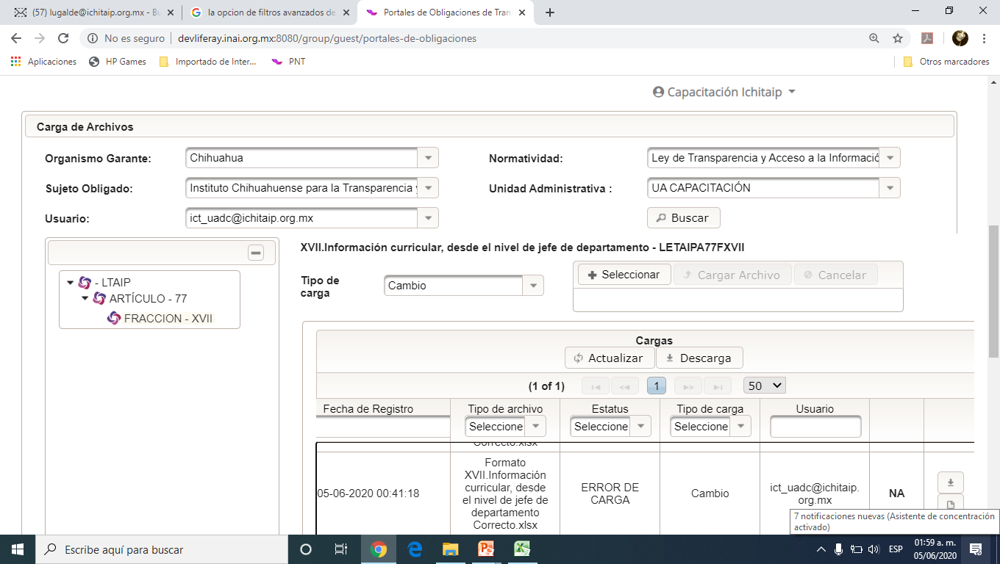 (57) lugalde@ichitaip.org.mx - Bu
la opcion de filtros avanzados de
Portales de Obligaciones de Tran
No es seguro
devliferay.inai.org.mx:8080/group/guest/portales-de-obligaciones
Aplicaciones
HP Games
Importado de Inter...
PNT
Otros marcadores
Capacitación Ichitaip
Carga de Archivos
Organismo Garante:
Chihuahua
Normatividad:
Ley de Transparencia y Acceso a la Informació
Sujeto Obligado:
Instituto Chihuahuense para la Transparencia y
Unidad Administrativa :
UA CAPACITACIÓN
Usuario:
ict_uadc@ichitaip.org.mx
Buscar
- LTAIP
ARTÍCULO - 77
FRACCION - XVII
XVII.Información curricular, desde el nivel de jefe de departamento - LETAIPA77FXVII
Tipo de
carga
Cambio
Seleccionar
Cargar Archivo
Cancelar
Cargas
Actualizar
Descarga
(1 of 1)
1
50
Fecha de Registro
Tipo de archivo
Estatus
Tipo de carga
Usuario
Seleccione
Seleccione
Seleccione
Correcto.xlsx
05-06-2020 00:41:18
Formato
XVII.Información
curricular, desde
el nivel de jefe de
departamento
Correcto.xlsx
ERROR DE
CARGA
Cambio
ict_uadc@ichitaip.
org.mx
NA
7 notificaciones nuevas (Asistente de concentración
activado)
Escribe aquí para buscar
ESP
01:59 a. m.
05/06/2020